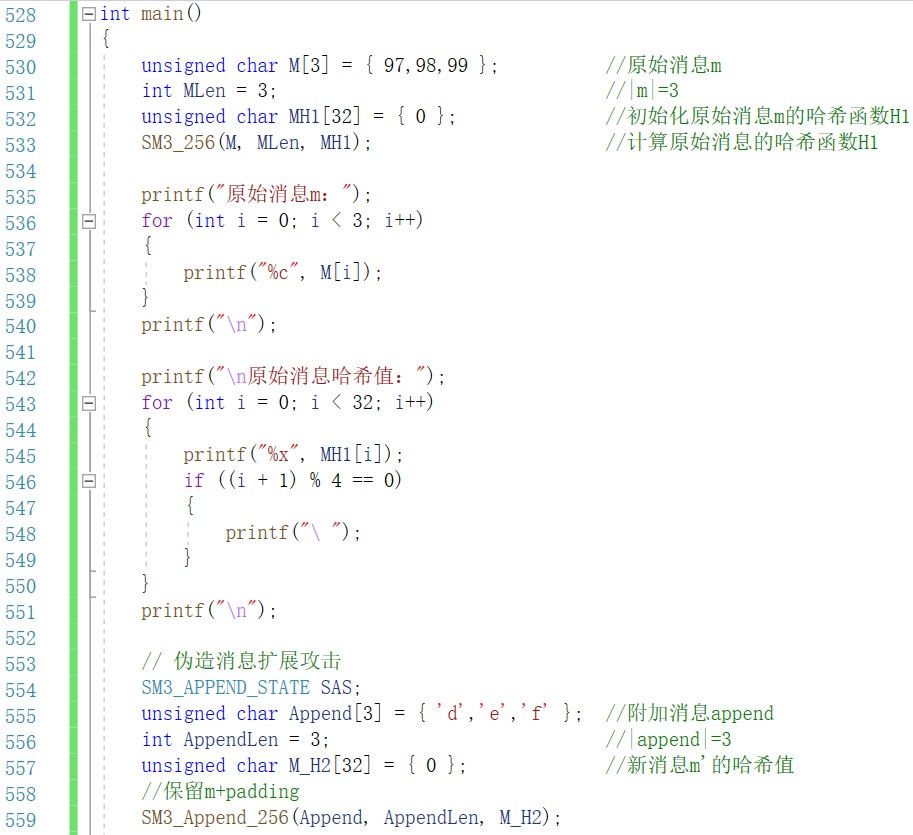 528 int main()
529 {
530 unsigned char M[3] = { 97,98,99 }; //原始消息m
531 int MLen = 3; //|m|=3
532 unsigned char MH1[32] = { 0 }; //初始化原始消息m的哈希函数H1
533 SM3_256(M, MLen, MH1); //计算原始消息的哈希函数H1
534
535 printf("原始消息m：");
536 for (int i = 0; i < 3; i++)
537 {
538 printf("%c", M[i]);
539 }
540 printf("\n");
541
542 printf("\n原始消息哈希值：");
543 for (int i = 0; i < 32; i++)
544 {
545 printf("%x", MH1[i]);
546 if ((i + 1) % 4 == 0)
547 {
548 printf("\ ");
549 }
550 }
551 printf("\n");
552
553 // 伪造消息扩展攻击
554 SM3_APPEND_STATE SAS;
555 unsigned char Append[3] = { 'd','e','f' }; //附加消息append
556 int AppendLen = 3; //|append|=3
557 unsigned char M_H2[32] = { 0 }; //新消息m'的哈希值
558 //保留m+padding
559 SM3_Append_256(Append, AppendLen, M_H2);